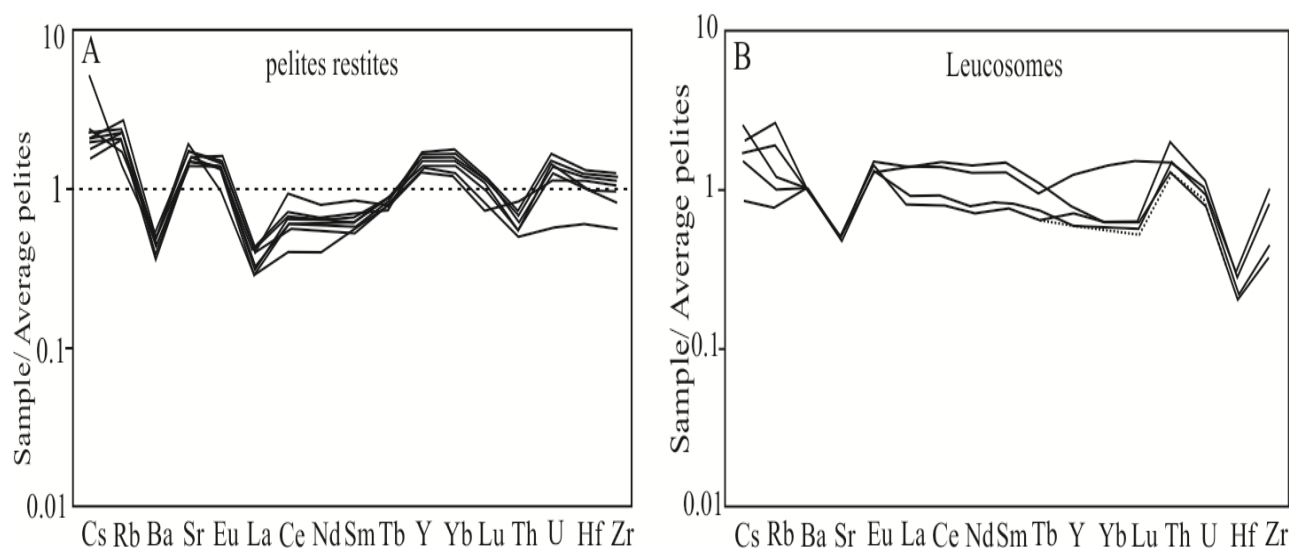 10
A
pelites restites
1
0.1
0.01
Sample/ Average pelites
Cs Rb Ba Sr Eu La Ce Nd Sm Tb Y Yb Lu Th U Hf Zr
10
B
Leucosomes
1
0.1
0.01
Sample/ Average pelites
Cs Rb Ba Sr Eu La Ce Nd Sm Tb Y Yb Lu Th U Hf Zr